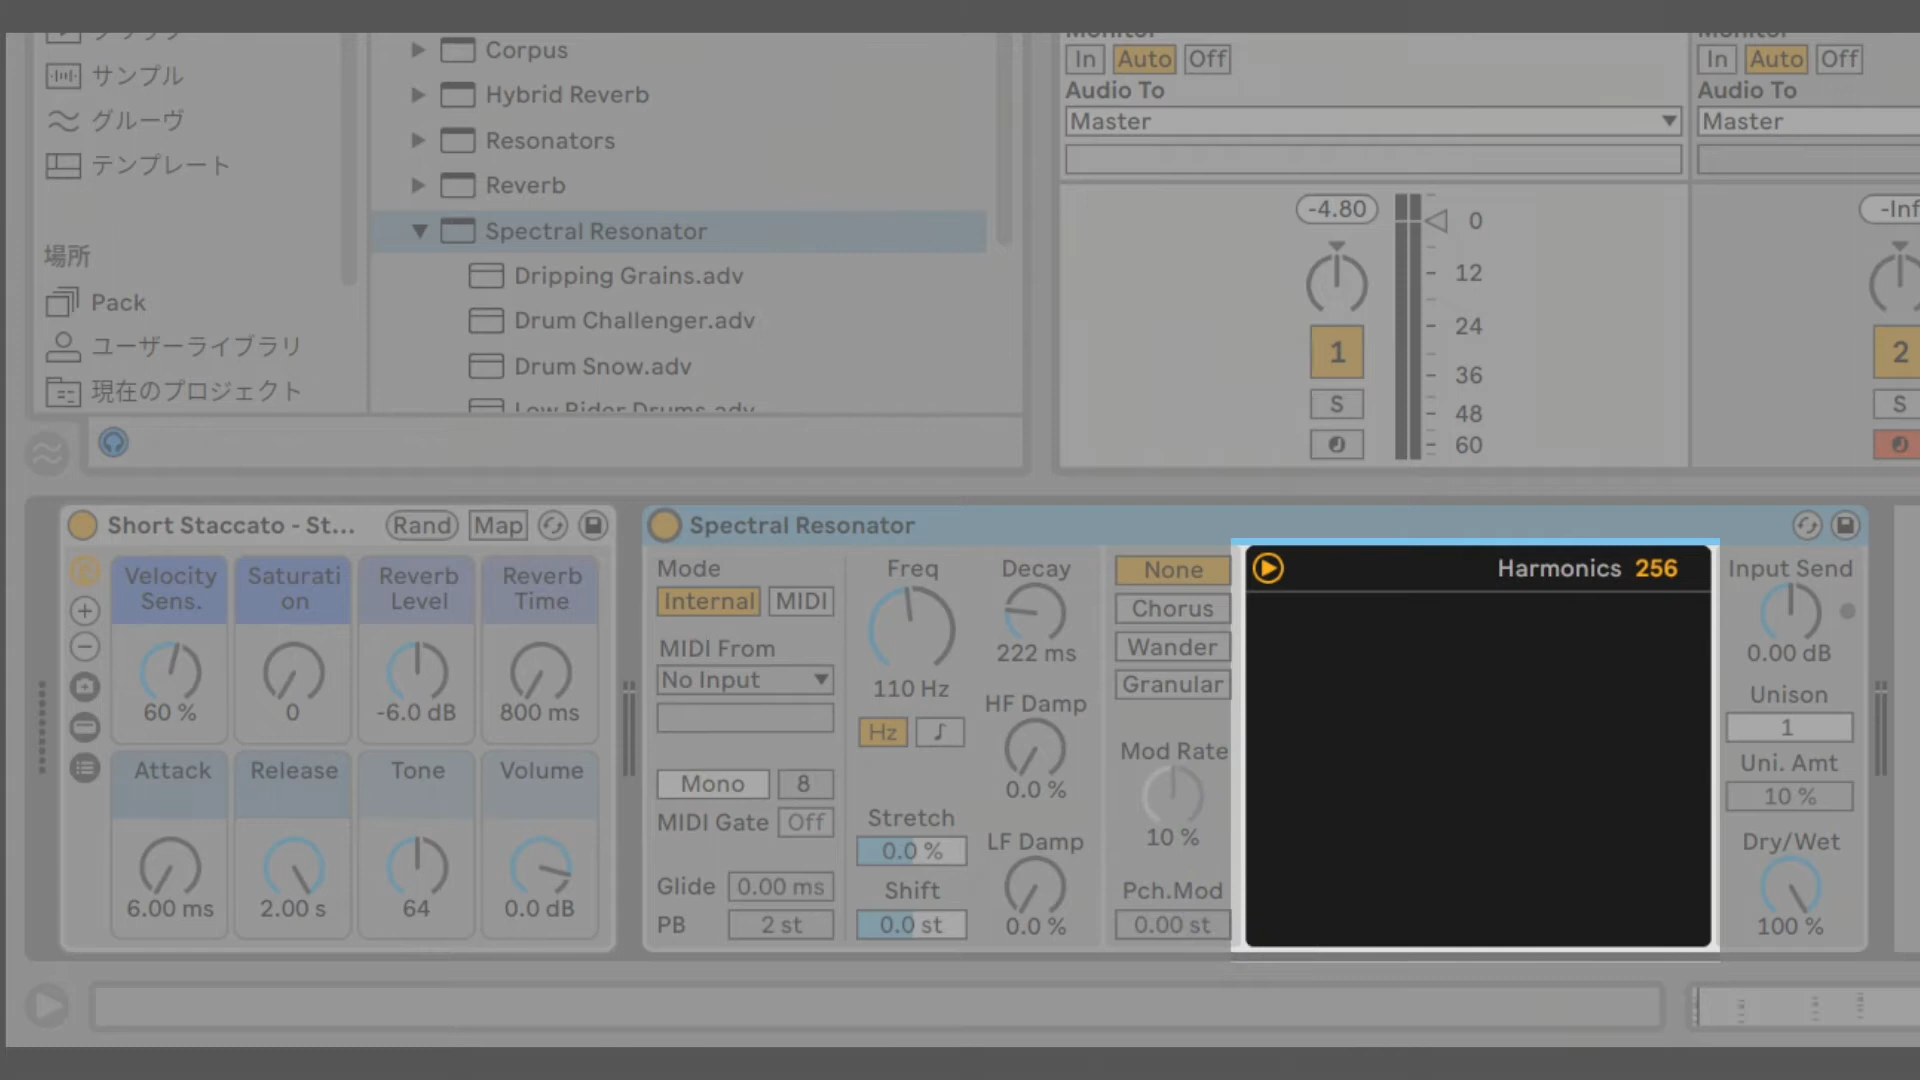 サンプル
グルーヴ
テンプレート
場所
Pack
ユーザーライブラリ
現在のプロジェクト
Corpus
Hybrid Reverb
Resonators
Reverb
Spectral Resonator
Dripping Grains.adv
Drum Challenger.adv
Drum Snow.adv
Low Rider Drums.adv
Monitor
In Auto Off
Audio To
Master
-4.80
0
12
24
36
48
60
1
S
Monitor
In Auto Off
Audio To
Master
-Inf
2
S
Short Staccato - St... Rand Map
Velocity Sens.
60 %
Saturati on
0
Reverb Level
-6.0 dB
Reverb Time
800 ms
Attack
6.00 ms
Release
2.00 s
Tone
64
Volume
0.0 dB
Spectral Resonator
Mode
Internal MIDI
MIDI From
No Input
Mono 8
MIDI Gate Off
Glide 0.00 ms
PB 2 st
Freq
110 Hz
Hz
Stretch
0.0 %
Shift
0.0 st
Decay
222 ms
HF Damp
0.0 %
LF Damp
0.0 %
None
Chorus
Wander
Granular
Mod Rate
10 %
Pch.Mod
0.00 st
Harmonics 256
Input Send
0.00 dB
Unison
1
Uni. Amt
10 %
Dry/Wet
100 %